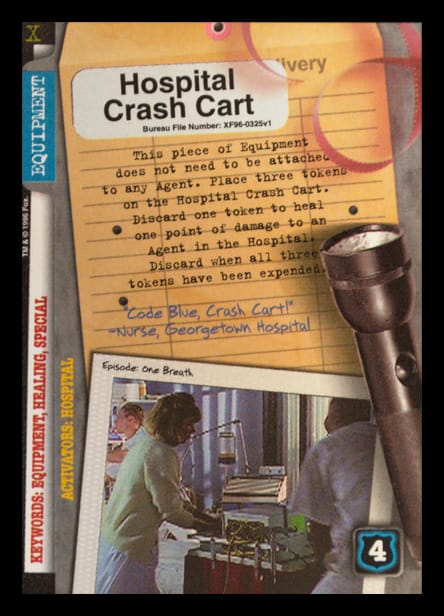 X
livery
Hospital
Crash Cart
Bureau File Number: XF96-0325v1
EQUIPMENT
This piece of Equipment
does not need to be attached
to any Agent. Place three tokens
on the Hospital Crash Cart.
Discard one token to heal
one point of damage to an
Agent in the Hospital.
Discard when all three
tokens have been expended.
"Code Blue, Crash Cart!"
-Nurse, Georgetown Hospital
TM & © 1996 Fox.
KEYWORDS: EQUIPMENT, HEALING, SPECIAL
ACTIVATORS: HOSPITAL
Episode: One Breath
4